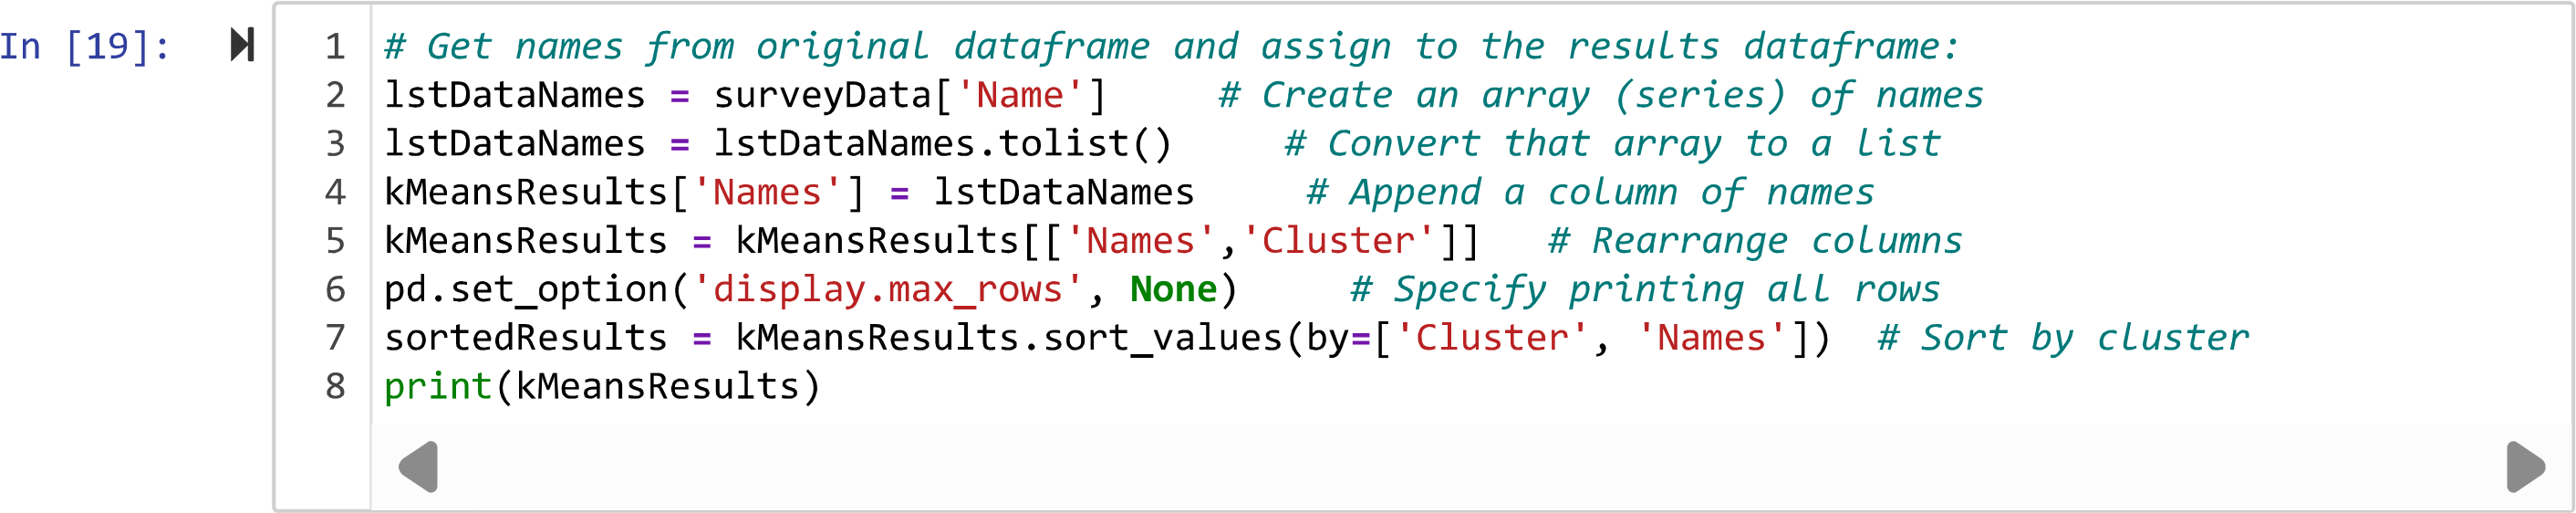 In [19]:
1 # Get names from original dataframe and assign to the results dataframe:
2 lstDataNames = surveyData['Name']     # Create an array (series) of names
3 lstDataNames = lstDataNames.tolist()     # Convert that array to a list
4 kMeansResults['Names'] = lstDataNames     # Append a column of names
5 kMeansResults = kMeansResults[['Names','Cluster']]   # Rearrange columns
6 pd.set_option('display.max_rows', None)     # Specify printing all rows
7 sortedResults = kMeansResults.sort_values(by=['Cluster', 'Names'])  # Sort by cluster
8 print(kMeansResults)